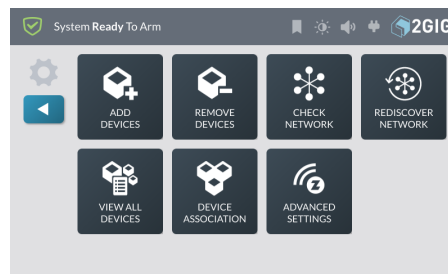 System Ready To Arm
2GIG
ADD
DEVICES
REMOVE
DEVICES
CHECK
NETWORK
REDISCOVER
NETWORK
VIEW ALL
DEVICES
DEVICE
ASSOCIATION
ADVANCED
SETTINGS